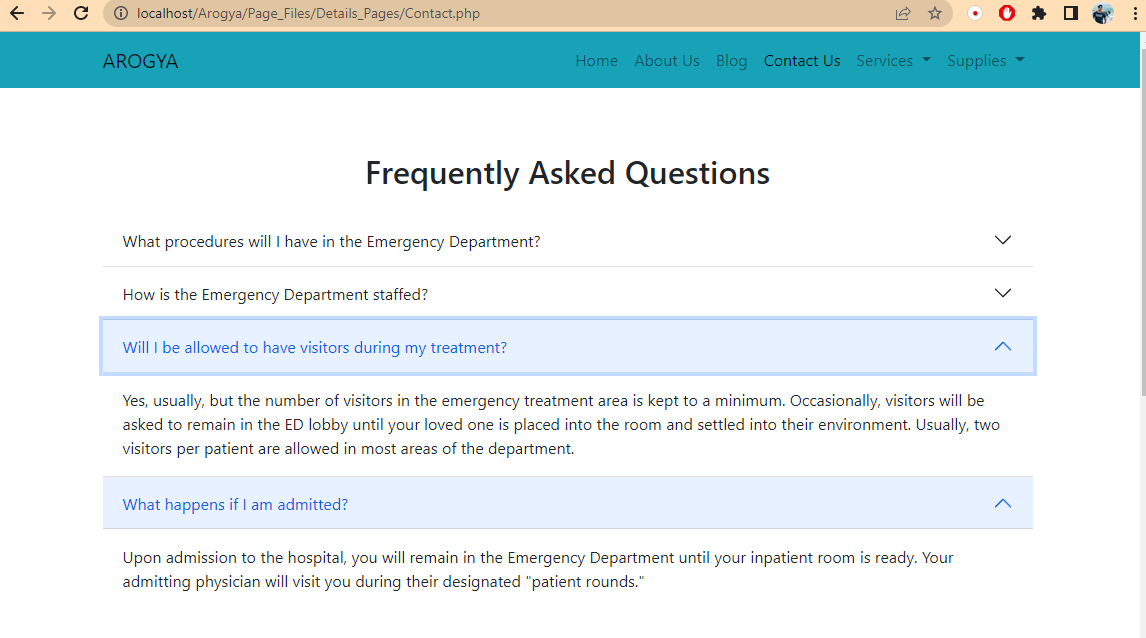 localhost/Arogya/Page_Files/Details_Pages/Contact.php
AROGYA
Home About Us Blog Contact Us Services Supplies
Frequently Asked Questions
What procedures will I have in the Emergency Department?
How is the Emergency Department staffed?
Will I be allowed to have visitors during my treatment?
Yes, usually, but the number of visitors in the emergency treatment area is kept to a minimum. Occasionally, visitors will be
asked to remain in the ED lobby until your loved one is placed into the room and settled into their environment. Usually, two
visitors per patient are allowed in most areas of the department.
What happens if I am admitted?
Upon admission to the hospital, you will remain in the Emergency Department until your inpatient room is ready. Your
admitting physician will visit you during their designated "patient rounds."